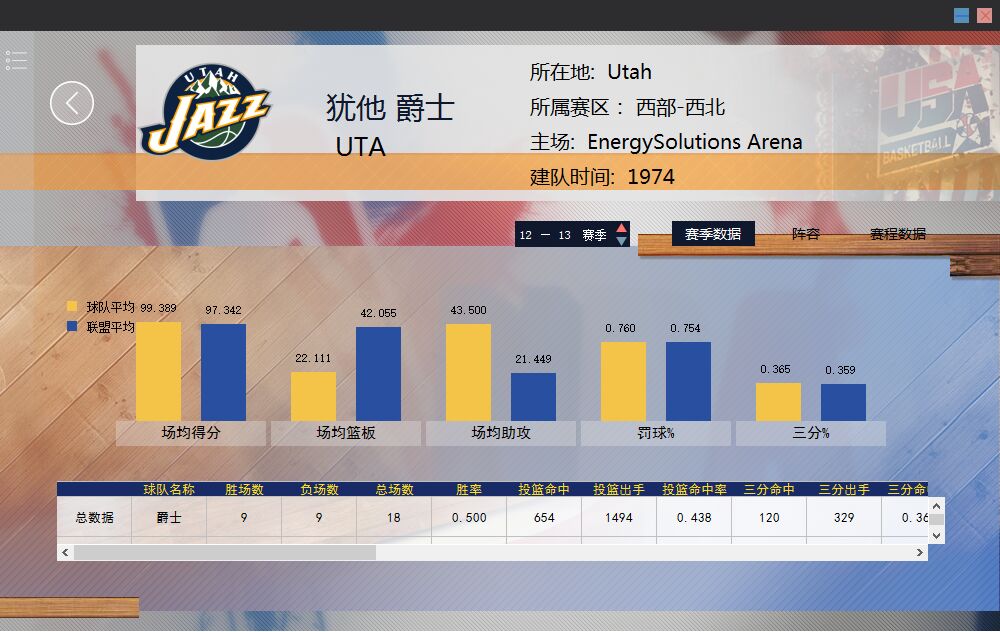 UTAH
JAZZ
犹他 爵士
UTA
所在地: Utah
所属赛区 : 西部-西北
主场: EnergySolutions Arena
建队时间: 1974
USA
BASKETBALL
12 — 13 赛季
赛季数据 阵容 赛程数据
球队平均
联盟平均
99.389 97.342 22.111 42.055 43.500 21.449 0.760 0.754 0.365 0.359
场均得分 场均篮板 场均助攻 罚球% 三分%
球队名称 胜场数 负场数 总场数 胜率 投篮命中 投篮出手 投篮命中率 三分命中 三分出手 三分命
总数据 爵士 9 9 18 0.500 654 1494 0.438 120 329 0.36